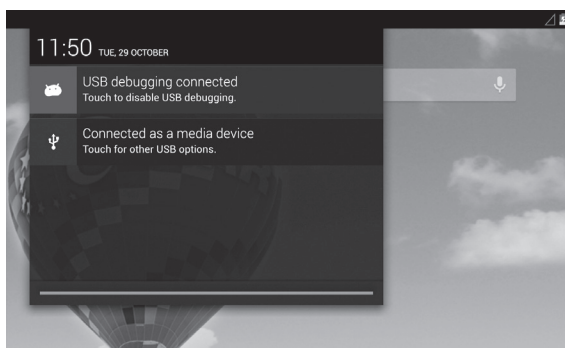 11:50 TUE, 29 OCTOBER
USB debugging connected
Touch to disable USB debugging.
Connected as a media device
Touch for other USB options.